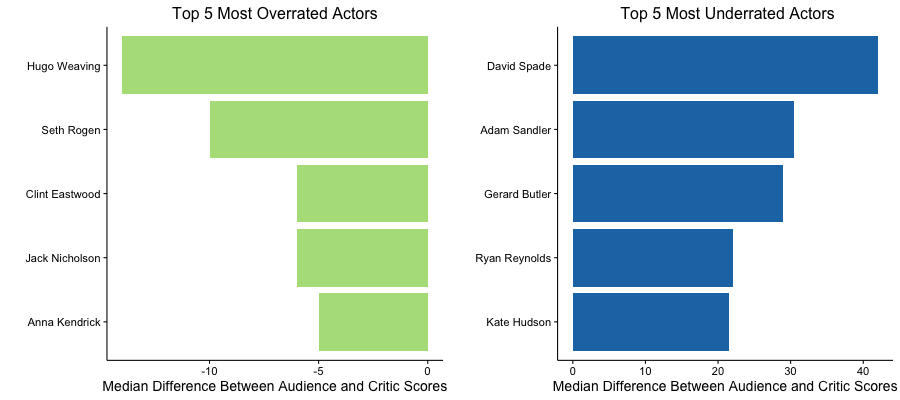 Top 5 Most Overrated Actors
Hugo Weaving
Seth Rogen
Clint Eastwood
Jack Nicholson
Anna Kendrick
-10 -5 0
Median Difference Between Audience and Critic Scores
Top 5 Most Underrated Actors
David Spade
Adam Sandler
Gerard Butler
Ryan Reynolds
Kate Hudson
0 10 20 30 40
Median Difference Between Audience and Critic Scores